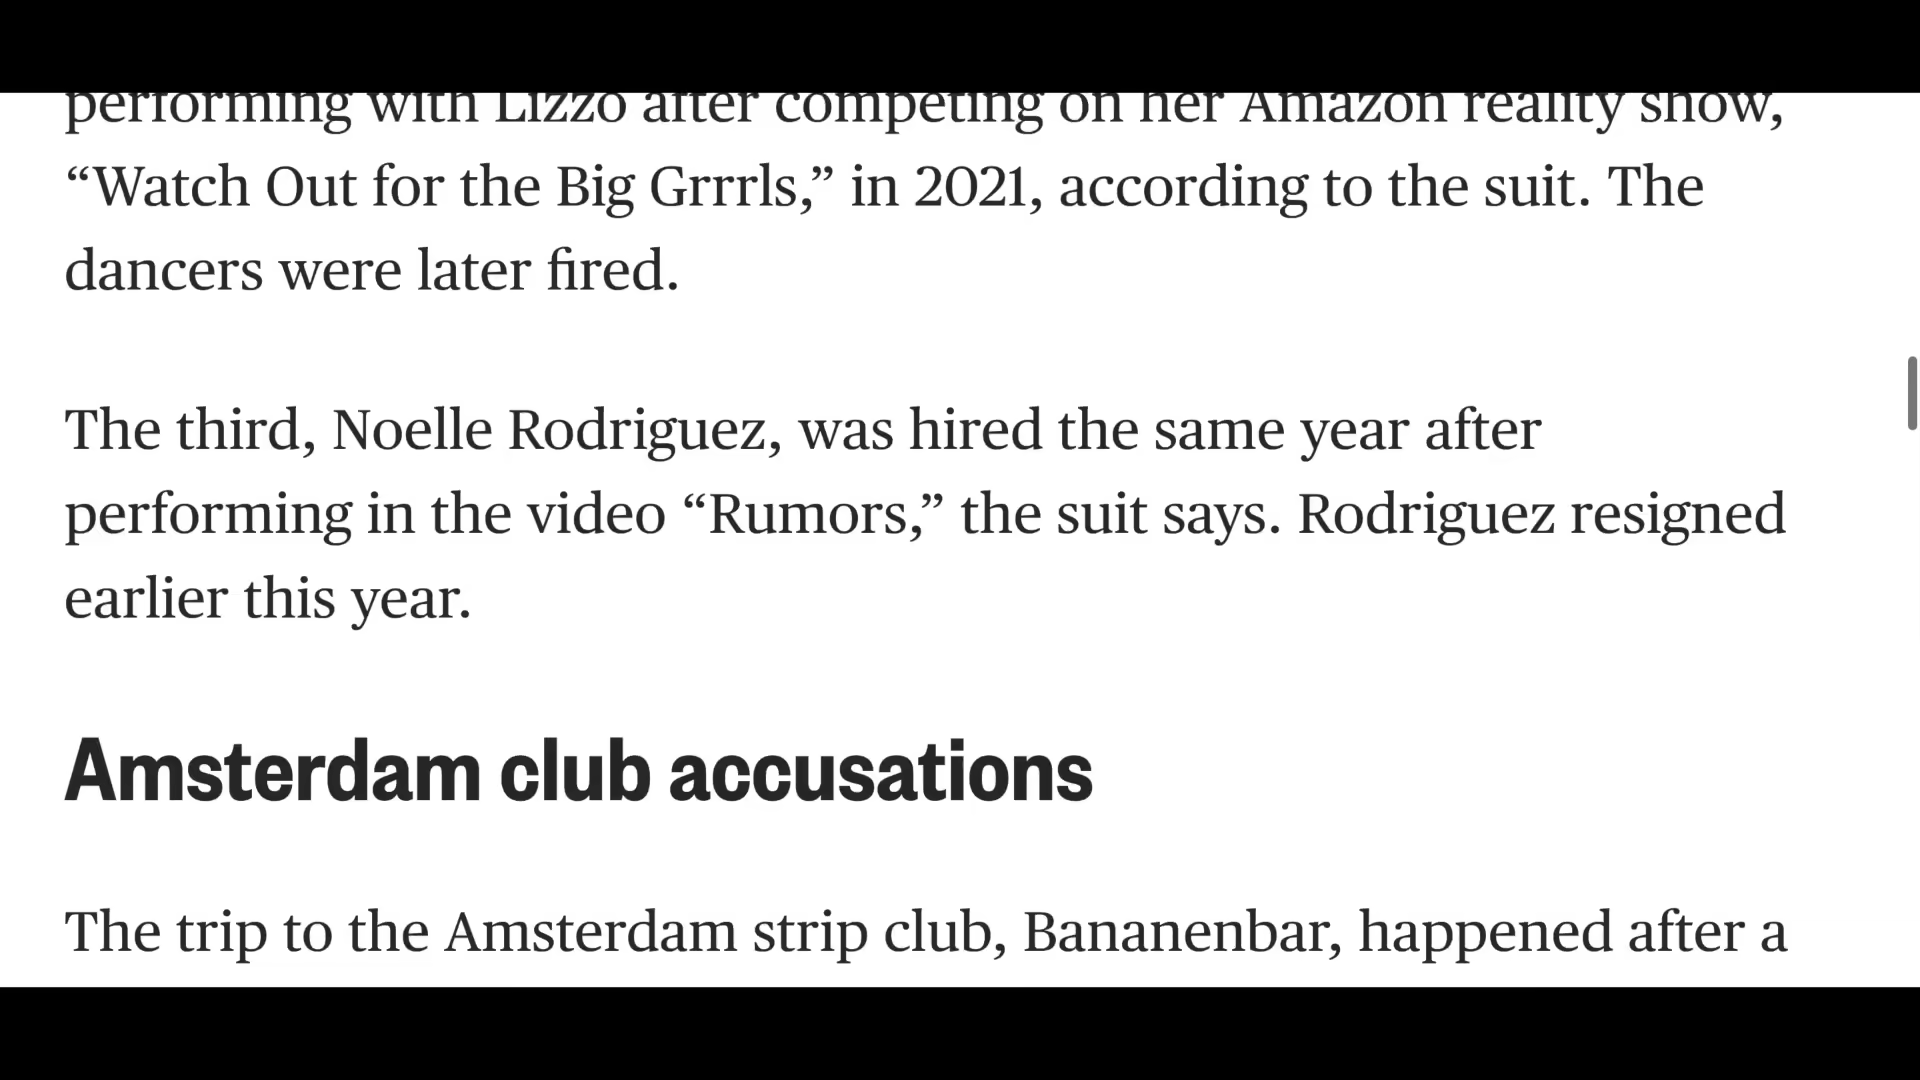 performing with Lizzo after competing on her Amazon reality show,
“Watch Out for the Big Grrrls,” in 2021, according to the suit. The
dancers were later fired.
The third, Noelle Rodriguez, was hired the same year after
performing in the video “Rumors,” the suit says. Rodriguez resigned
earlier this year.
Amsterdam club accusations
The trip to the Amsterdam strip club, Bananenbar, happened after a